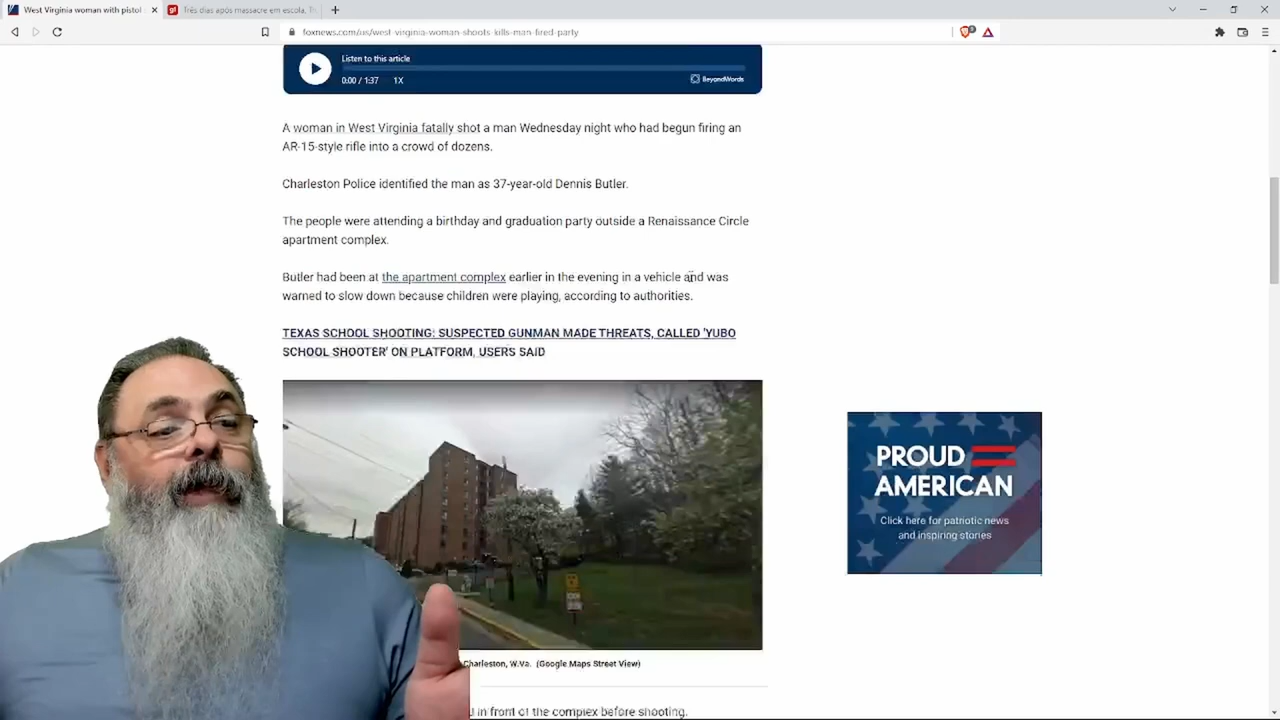 West Virginia woman with pistol
Três dias após massacre em escola, T
foxnews.com/us/west-virginia-woman-shoots-kills-man-fired-party
Listen to this article
0:00 / 1:37 1X
BeyondWords
A woman in West Virginia fatally shot a man Wednesday night who had begun firing an
AR-15-style rifle into a crowd of dozens.
Charleston Police identified the man as 37-year-old Dennis Butler.
The people were attending a birthday and graduation party outside a Renaissance Circle
apartment complex.
Butler had been at the apartment complex earlier in the evening in a vehicle and was
warned to slow down because children were playing, according to authorities.
TEXAS SCHOOL SHOOTING: SUSPECTED GUNMAN MADE THREATS, CALLED 'YUBO
SCHOOL SHOOTER' ON PLATFORM, USERS SAID
PROUD
AMERICAN
Click here for patriotic news
and inspiring stories
Charleston, W.Va. (Google Maps Street View)
in front of the complex before shooting.